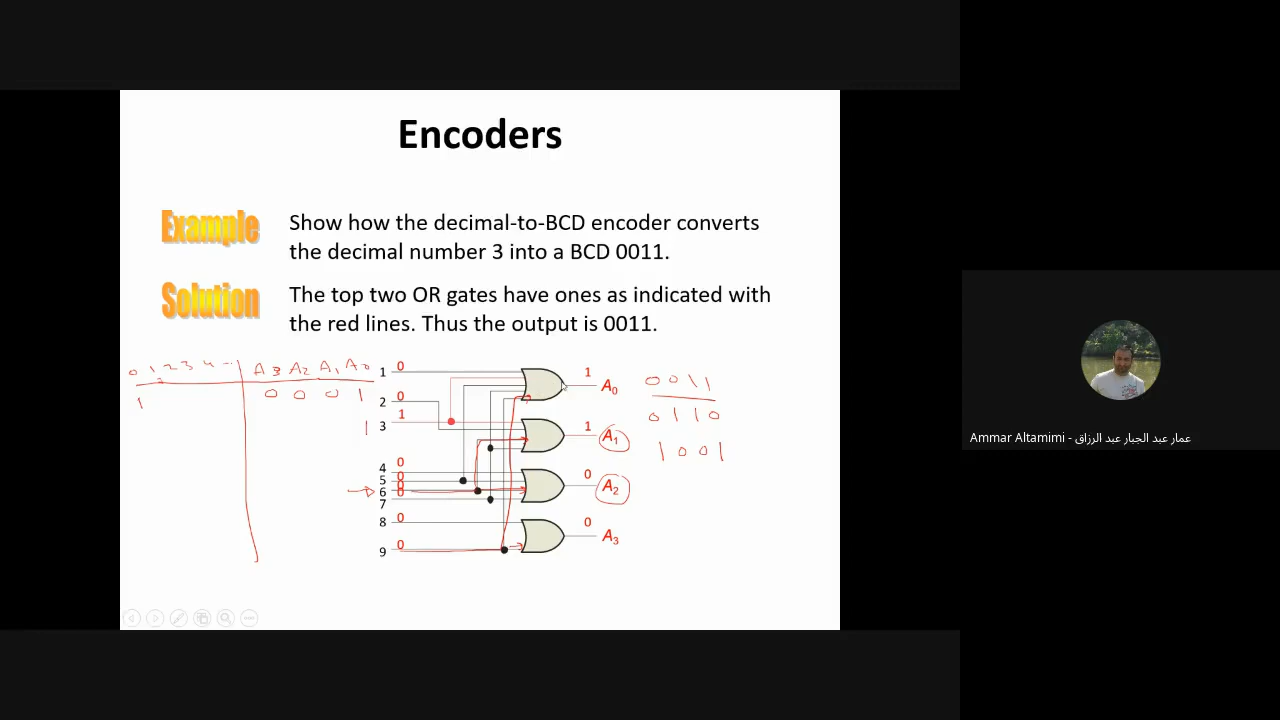 Encoders
Example Show how the decimal-to-BCD encoder converts
the decimal number 3 into a BCD 0011.
Solution The top two OR gates have ones as indicated with
the red lines. Thus the output is 0011.
0 1 2 3 4 ... A3 A2 A1 A0
1 0 0 0 1
1 0
2 0
1 3 1
4 0
5 0
6 0
7 0
8 0
9 0
1 A0
1 A1
0 A2
0 A3
0 0 1 1
0 1 1 0
1 0 0 1
Ammar Altamimi - عمار عبد الجبار عبد الرزاق